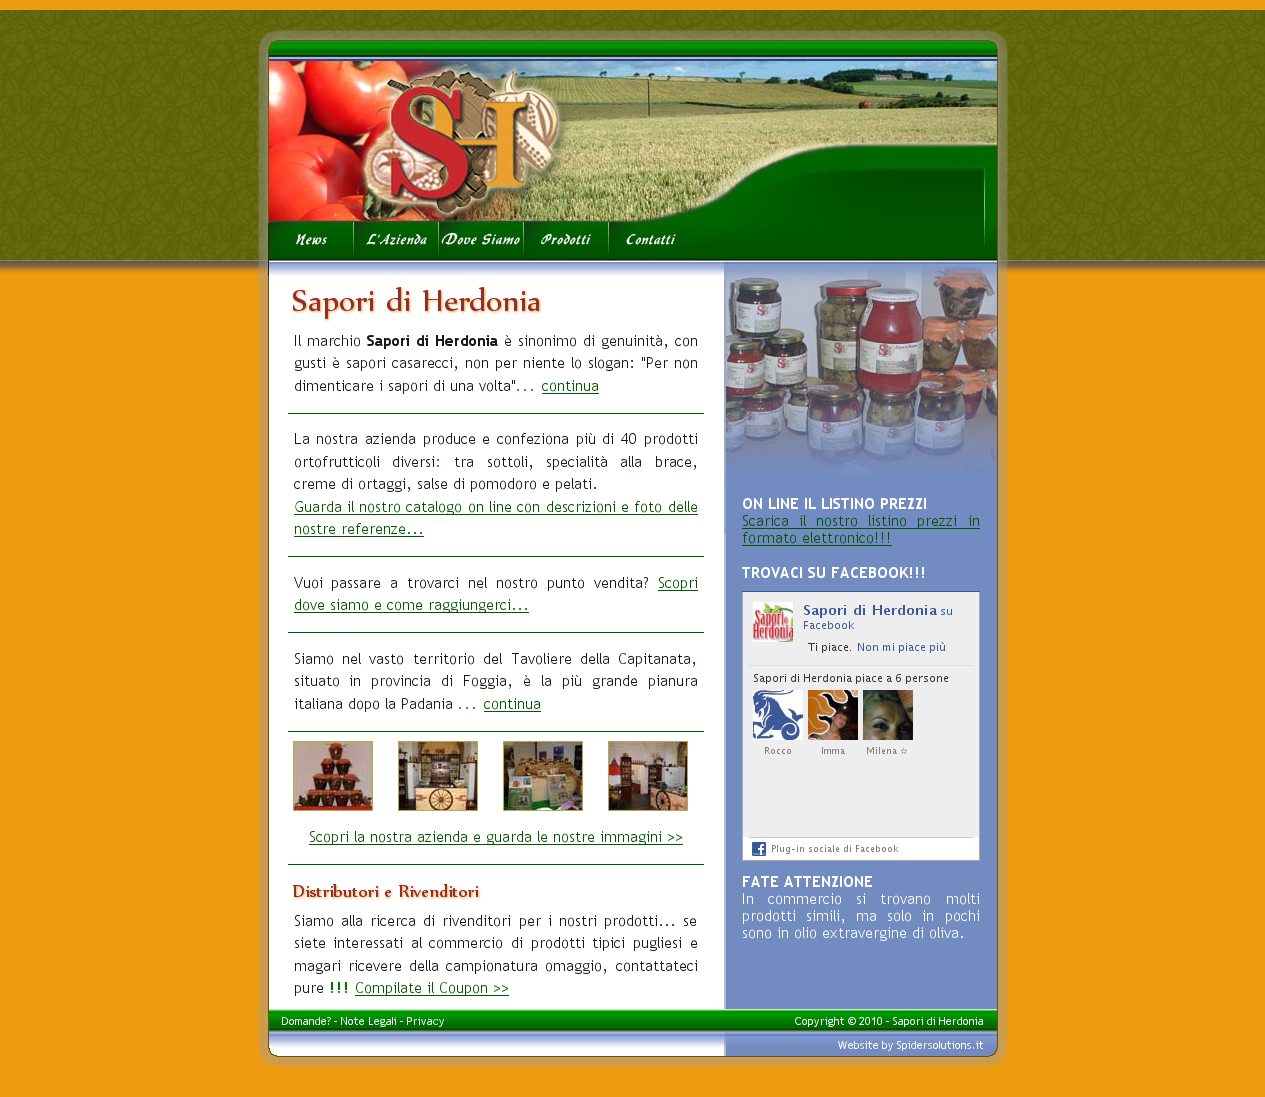 SHI
News
L'Azienda
Dove Siamo
Prodotti
Contatti
Sapori di Herdonia
Il marchio Sapori di Herdonia è sinonimo di genuinità, con
gusti è sapori casarecci, non per niente lo slogan: "Per non
dimenticare i sapori di una volta"... continua
La nostra azienda produce e confeziona più di 40 prodotti
ortofrutticoli diversi: tra sottoli, specialità alla brace,
creme di ortaggi, salse di pomodoro e pelati.
Guarda il nostro catalogo on line con descrizioni e foto delle
nostre referenze...
Vuoi passare a trovarci nel nostro punto vendita? Scopri
dove siamo e come raggiungerci...
Siamo nel vasto territorio del Tavoliere della Capitanata,
situato in provincia di Foggia, è la più grande pianura
italiana dopo la Padania ... continua
Scopri la nostra azienda e guarda le nostre immagini >>
Distributori e Rivenditori
Siamo alla ricerca di rivenditori per i nostri prodotti... se
siete interessati al commercio di prodotti tipici pugliesi e
magari ricevere della campionatura omaggio, contattateci
pure !!! Compilate il Coupon >>
ON LINE IL LISTINO PREZZI
Scarica il nostro listino prezzi in
formato elettronico!!!
TROVACI SU FACEBOOK!!!
Sapori di Herdonia
Sapori di Herdonia su
Facebook
Ti piace. Non mi piace più
Sapori di Herdonia piace a 6 persone
Rocco
Imma
Milena ☆
Plug-in sociale di Facebook
FATE ATTENZIONE
In commercio si trovano molti
prodotti simili, ma solo in pochi
sono in olio extravergine di oliva.
Domande? - Note Legali - Privacy
Copyright © 2010 - Sapori di Herdonia
Website by Spidersolutions.it